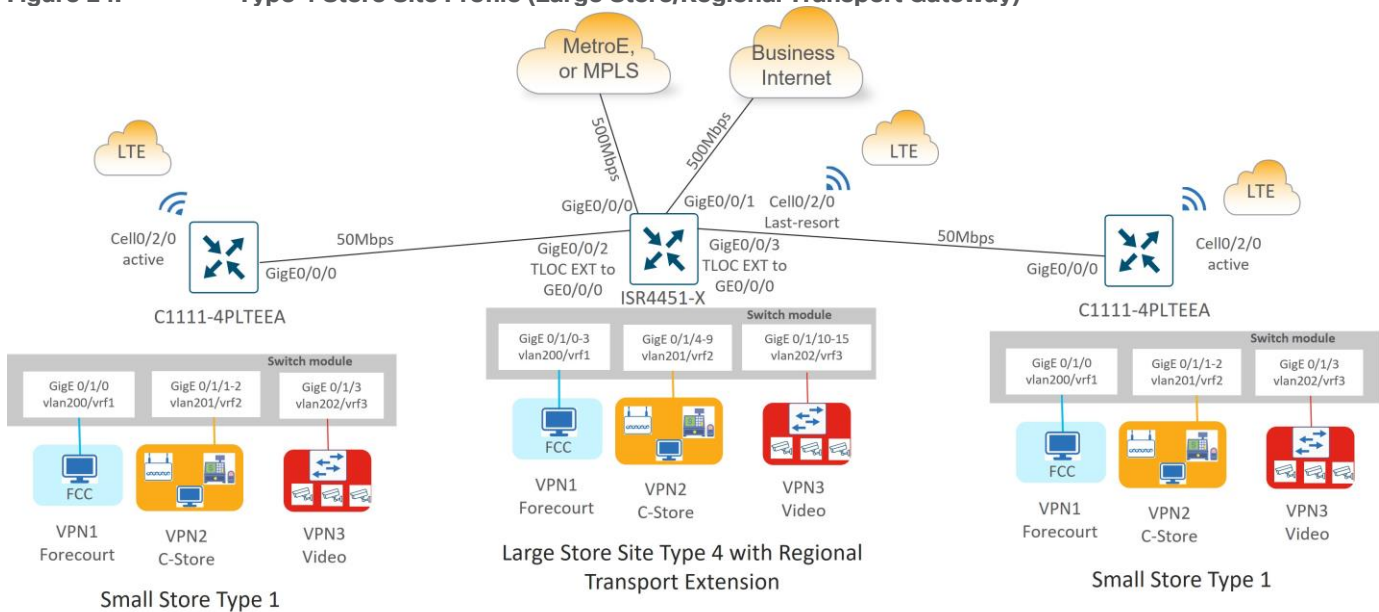 Figure 24. Type 4 Store Site Profile (Large Store/Regional Transport Gateway)
MetroE,
or MPLS
Business
Internet
LTE
LTE
LTE
500Mbps
500Mbps
GigE0/0/0
GigE0/0/1
Cell0/2/0
Last-resort
Cell0/2/0
active
50Mbps
GigE0/0/0
C1111-4PLTEEA
GigE0/0/2
TLOC EXT to
GE0/0/0
GigE0/0/3
TLOC EXT to
GE0/0/0
ISR4451-X
50Mbps
GigE0/0/0
Cell0/2/0
active
C1111-4PLTEEA
Switch module
GigE 0/1/0
vlan200/vrf1
GigE 0/1/1-2
vlan201/vrf2
GigE 0/1/3
vlan202/vrf3
FCC
VPN1
Forecourt
VPN2
C-Store
VPN3
Video
Small Store Type 1
Switch module
GigE 0/1/0-3
vlan200/vrf1
GigE 0/1/4-9
vlan201/vrf2
GigE 0/1/10-15
vlan202/vrf3
FCC
VPN1
Forecourt
VPN2
C-Store
VPN3
Video
Large Store Site Type 4 with Regional
Transport Extension
Switch module
GigE 0/1/0
vlan200/vrf1
GigE 0/1/1-2
vlan201/vrf2
GigE 0/1/3
vlan202/vrf3
FCC
VPN1
Forecourt
VPN2
C-Store
VPN3
Video
Small Store Type 1